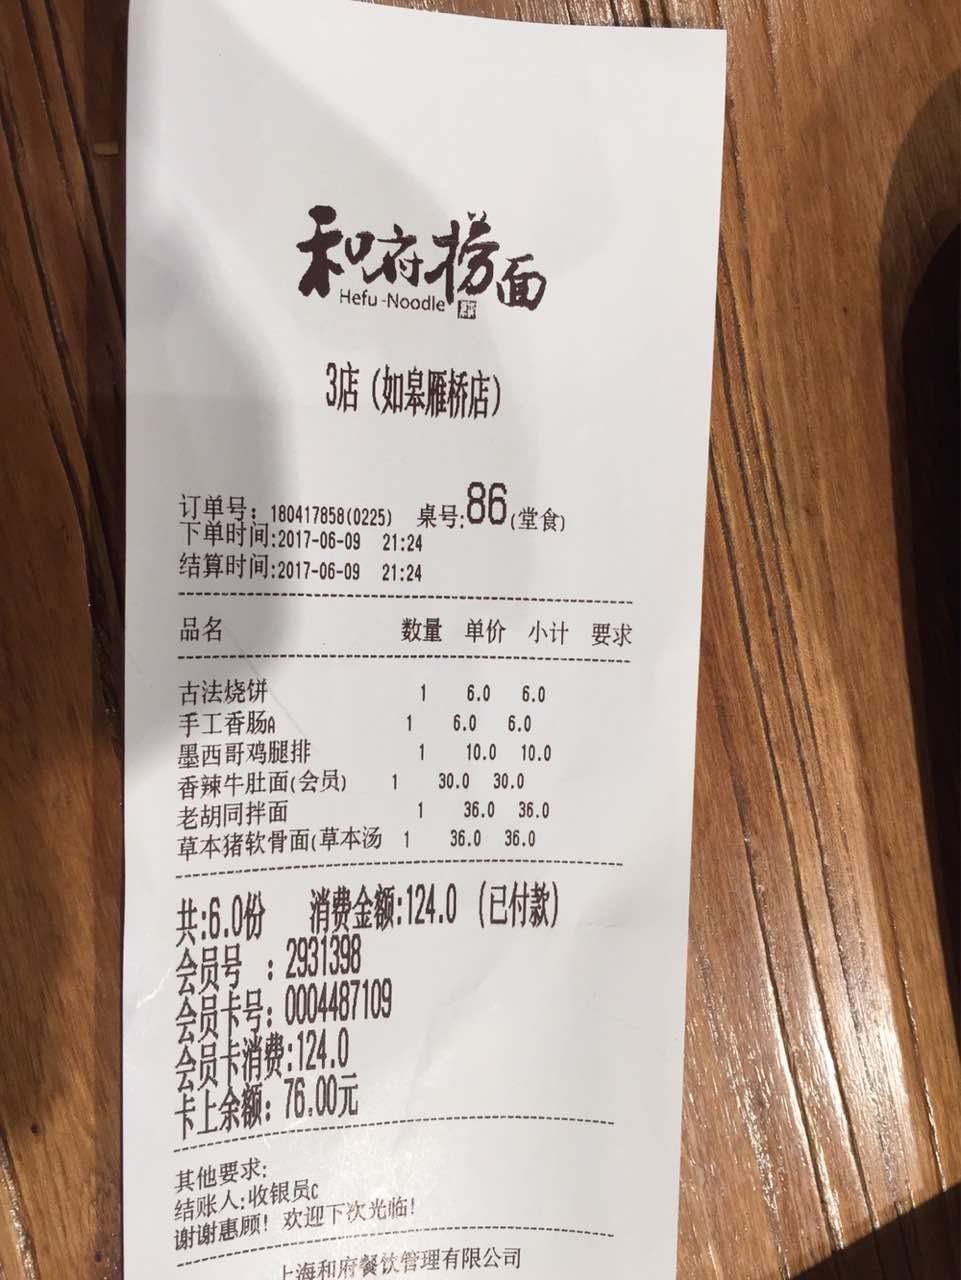 和府捞面
Hefu-Noodle
3店（如皋雁桥店）
订单号：180417858(0225) 桌号:86(堂食)
下单时间:2017-06-09 21:24
结算时间:2017-06-09 21:24
品名 数量 单价 小计 要求
古法烧饼 1 6.0 6.0
手工香肠A 1 6.0 6.0
墨西哥鸡腿排 1 10.0 10.0
香辣牛肚面(会员) 1 30.0 30.0
老胡同拌面 1 36.0 36.0
草本猪软骨面(草本汤 1 36.0 36.0
共:6.0份 消费金额:124.0（已付款）
会员号 ：2931398
会员卡号：0004487109
会员卡消费:124.0
卡上余额：76.00元
其他要求:
结账人:收银员C
谢谢惠顾！欢迎下次光临!
上海和府餐饮管理有限公司